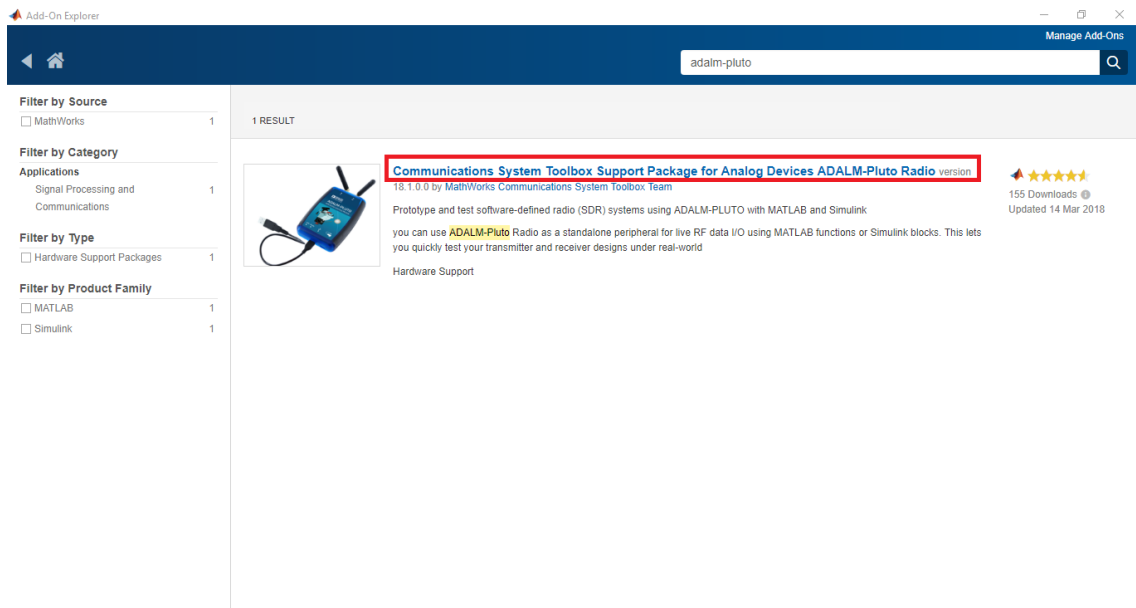 Add-On Explorer
Manage Add-Ons
adalm-pluto
Filter by Source
MathWorks 1
Filter by Category
Applications
Signal Processing and 1
Communications
Filter by Type
Hardware Support Packages 1
Filter by Product Family
MATLAB 1
Simulink 1
1 RESULT
Communications System Toolbox Support Package for Analog Devices ADALM-Pluto Radio version
18.1.0.0 by MathWorks Communications System Toolbox Team
Prototype and test software-defined radio (SDR) systems using ADALM-PLUTO with MATLAB and Simulink
you can use ADALM-Pluto Radio as a standalone peripheral for live RF data I/O using MATLAB functions or Simulink blocks. This lets
you quickly test your transmitter and receiver designs under real-world
Hardware Support
155 Downloads
Updated 14 Mar 2018